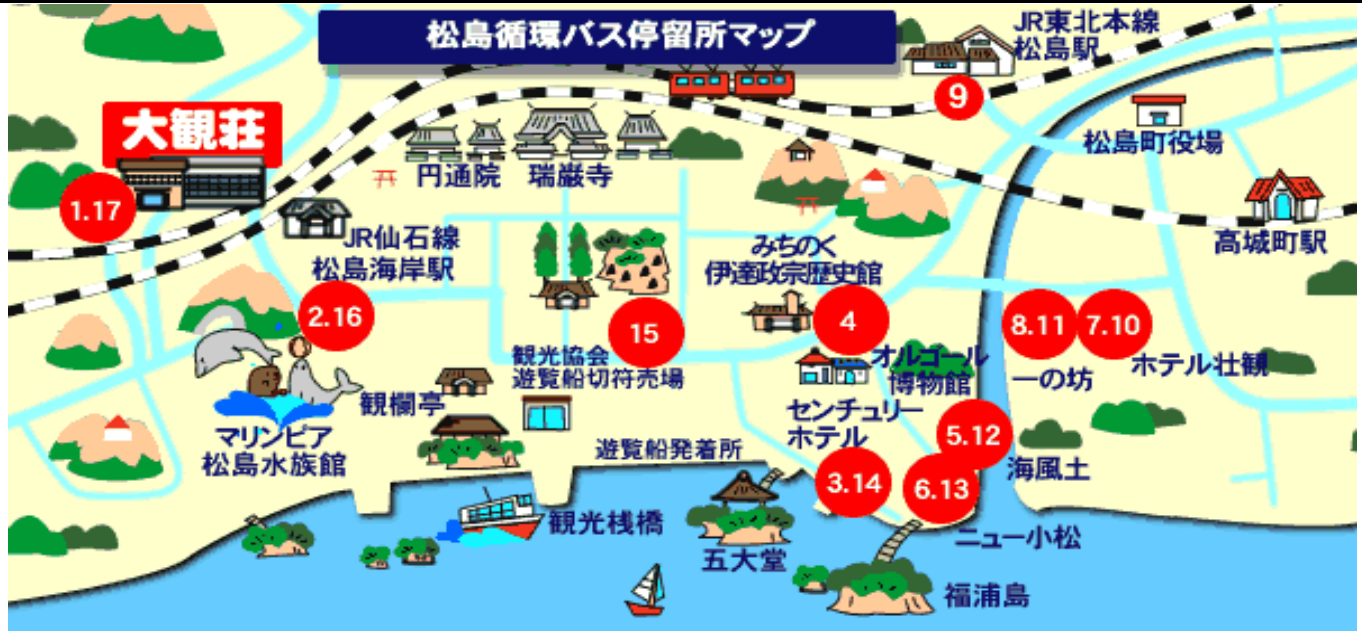 松島循環バス停留所マップ
JR東北本線
松島駅
9
大観荘
1.17
円通院
瑞巌寺
松島町役場
高城町駅
JR仙石線
松島海岸駅
2.16
みちのく
伊達政宗歴史館
4
15
8.11
7.10
観光協会
遊覧船切符売場
オルゴール
博物館
一の坊
ホテル壮観
観欄亭
センチュリー
ホテル
マリンピア
松島水族館
遊覧船発着所
5.12
海風土
3.14
6.13
観光桟橋
ニュー小松
五大堂
福浦島